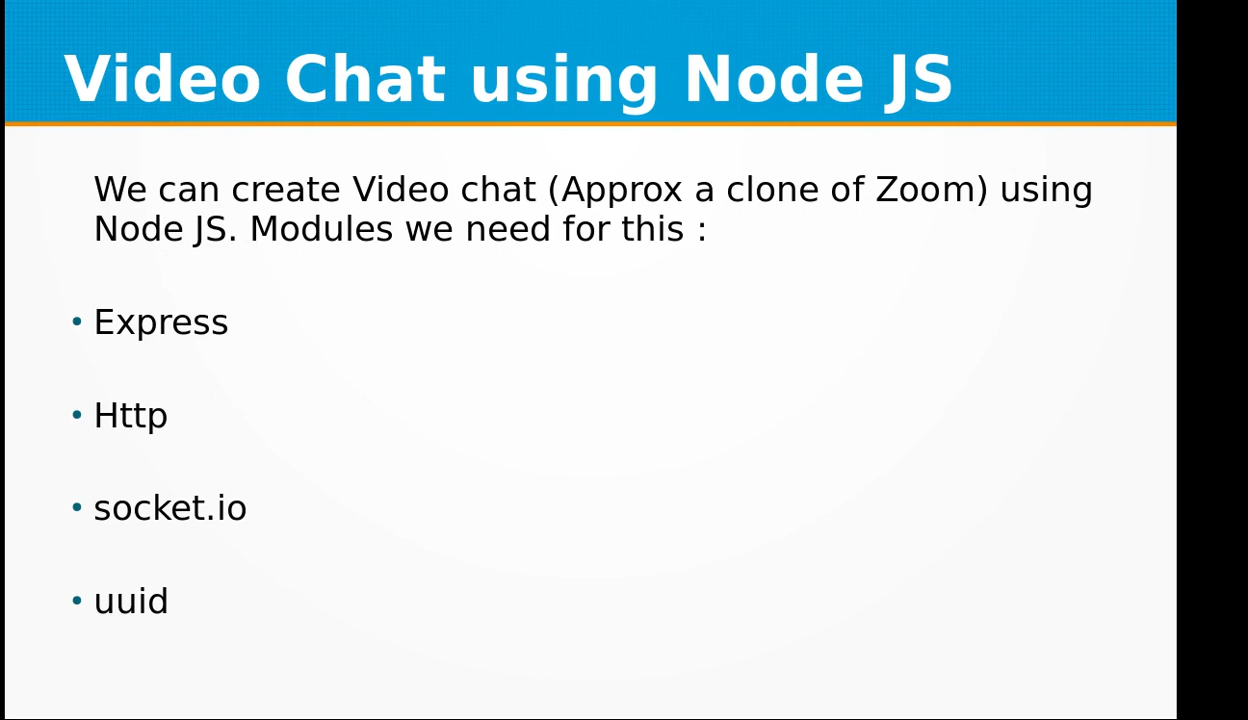 Video Chat using Node JS
We can create Video chat (Approx a clone of Zoom) using
Node JS. Modules we need for this :
• Express
• Http
• socket.io
• uuid